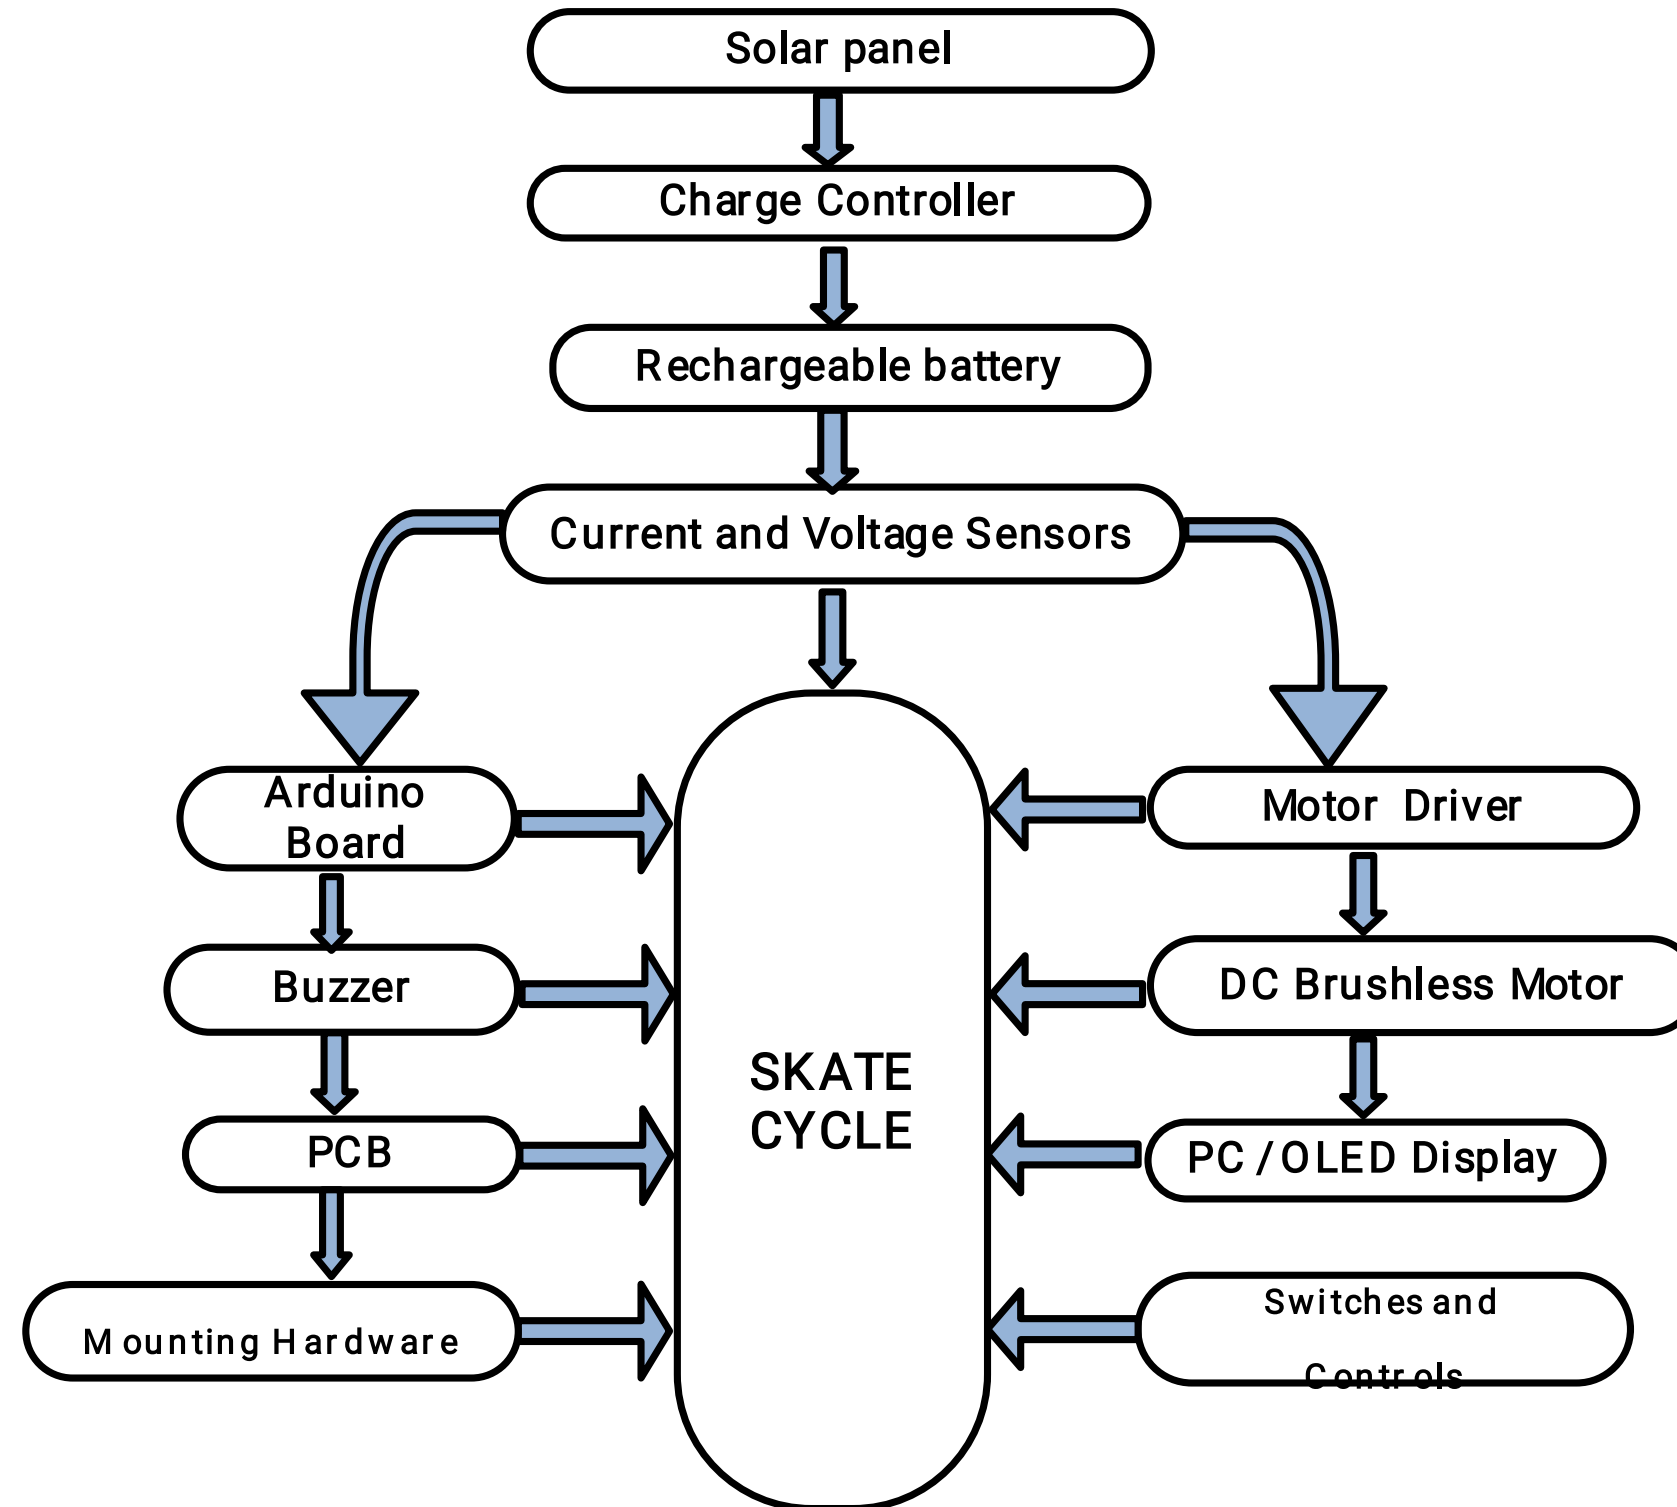 Solar panel
Charge Controller
Rechargeable battery
Current and Voltage Sensors
Arduino
Board
Motor Driver
Buzzer
DC Brushless Motor
SKATE
CYCLE
PCB
PC / OLED Display
Mounting Hardware
Switches and
Controls